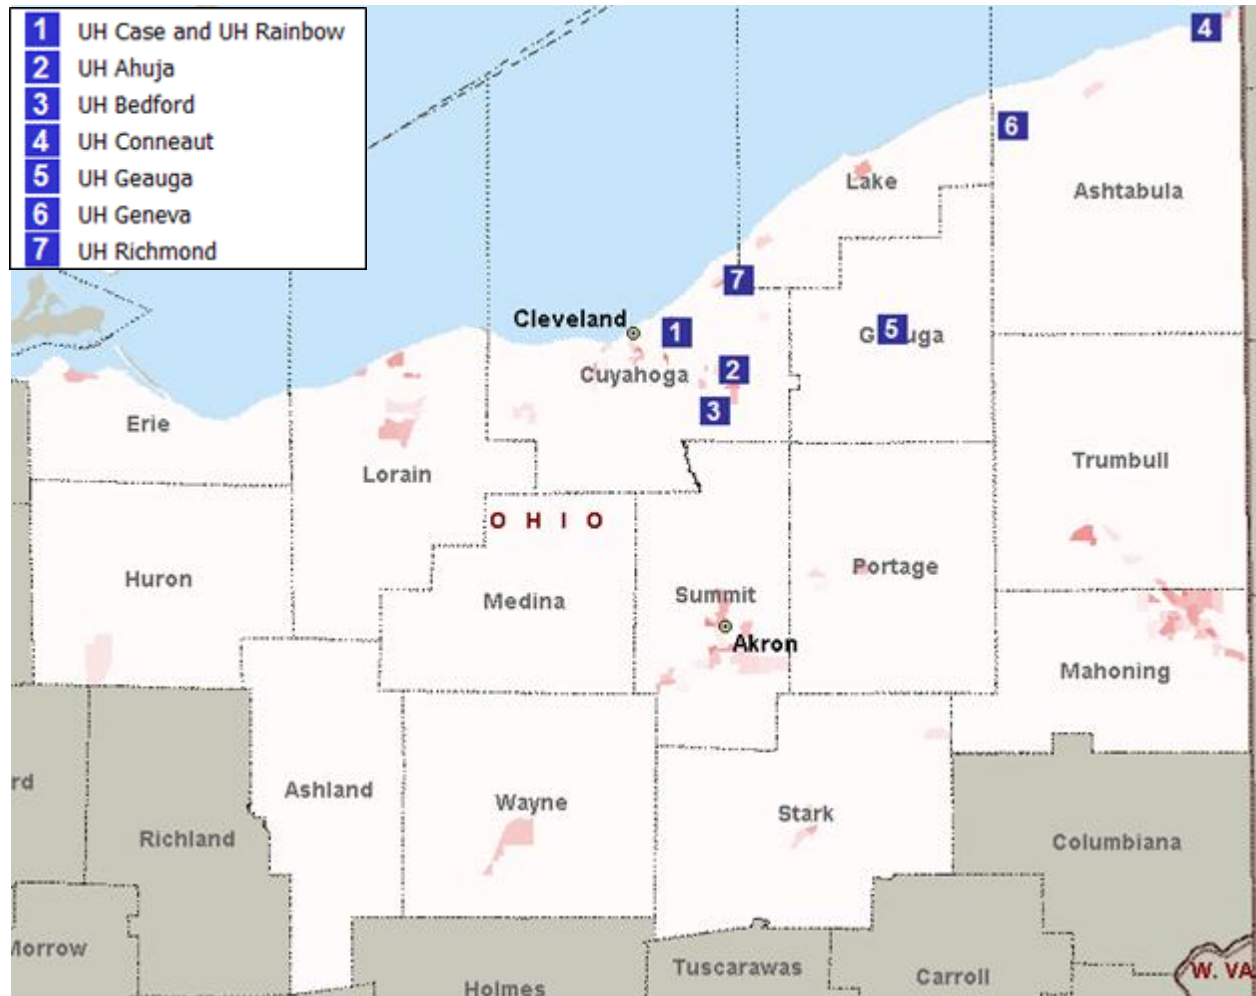 1 UH Case and UH Rainbow
2 UH Ahuja
3 UH Bedford
4 UH Conneaut
5 UH Geauga
6 UH Geneva
7 UH Richmond
4
6
Lake
Ashtabula
7
Cleveland
1
5
Cuyahoga
2
3
Erie
Lorain
Trumbull
OHIO
Huron
Medina
Summit
Portage
Akron
Mahoning
rd
Ashland
Wayne
Stark
Richland
Columbiana
Morrow
Tuscarawas
Carroll
Holmes
W. VA